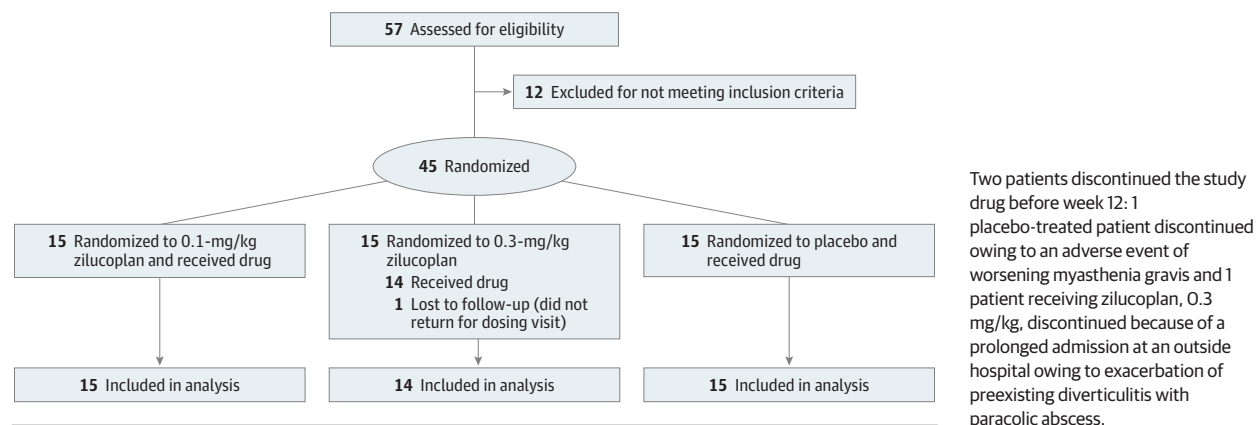 57 Assessed for eligibility
12 Excluded for not meeting inclusion criteria
45 Randomized
15 Randomized to 0.1-mg/kg
zilucoplan and received drug
15 Randomized to 0.3-mg/kg
zilucoplan
14 Received drug
1 Lost to follow-up (did not
return for dosing visit)
15 Randomized to placebo and
received drug
15 Included in analysis
14 Included in analysis
15 Included in analysis
Two patients discontinued the study
drug before week 12: 1
placebo-treated patient discontinued
owing to an adverse event of
worsening myasthenia gravis and 1
patient receiving zilucoplan, 0.3
mg/kg, discontinued because of a
prolonged admission at an outside
hospital owing to exacerbation of
preexisting diverticulitis with
paracolic abscess.